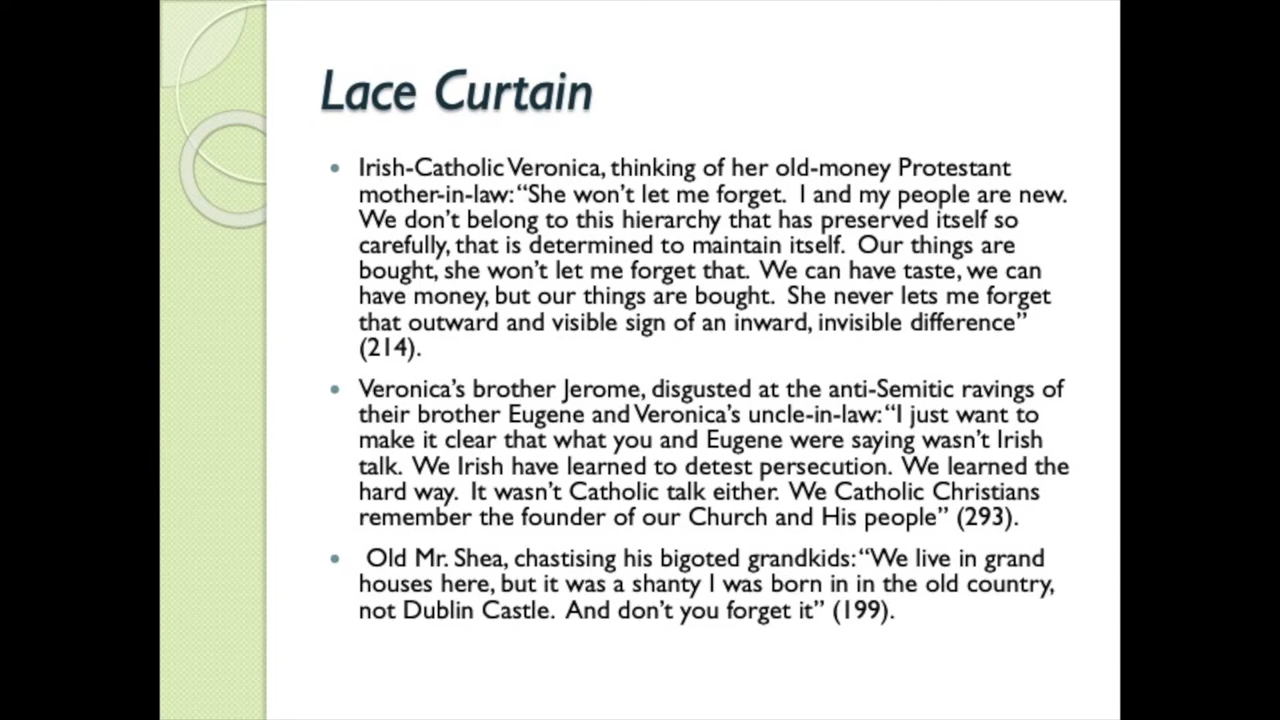 Lace Curtain
• Irish-Catholic Veronica, thinking of her old-money Protestant
mother-in-law: “She won’t let me forget. I and my people are new.
We don’t belong to this hierarchy that has preserved itself so
carefully, that is determined to maintain itself. Our things are
bought, she won’t let me forget that. We can have taste, we can
have money, but our things are bought. She never lets me forget
that outward and visible sign of an inward, invisible difference”
(214).
• Veronica’s brother Jerome, disgusted at the anti-Semitic ravings of
their brother Eugene and Veronica’s uncle-in-law: “I just want to
make it clear that what you and Eugene were saying wasn’t Irish
talk. We Irish have learned to detest persecution. We learned the
hard way. It wasn’t Catholic talk either. We Catholic Christians
remember the founder of our Church and His people” (293).
• Old Mr. Shea, chastising his bigoted grandkids: “We live in grand
houses here, but it was a shanty I was born in in the old country,
not Dublin Castle. And don’t you forget it” (199).